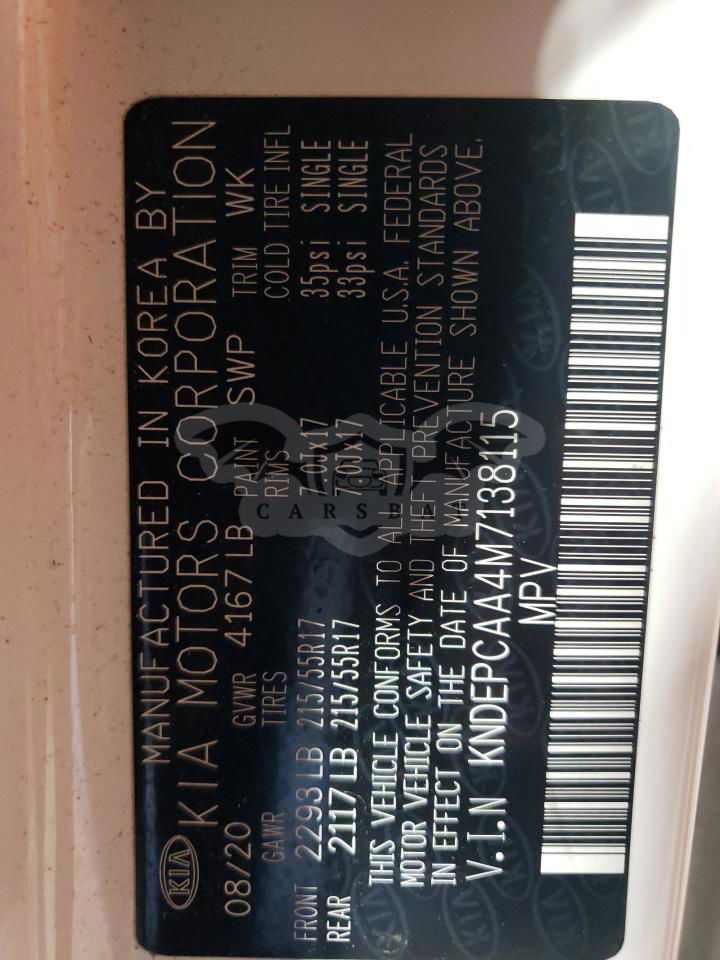 KIA
MANUFACTURED IN KOREA BY
KIA MOTORS CORPORATION
08/20 GVWR 4167 LB PAINT SWP TRIM WK
GAWR TIRES RIMS COLD TIRE INFL
FRONT 2293 LB 215/55R17 7.0JX17 35psi SINGLE
REAR 2117 LB 215/55R17 7.0JX17 33psi SINGLE
THIS VEHICLE CONFORMS TO ALL APPLICABLE U.S.A. FEDERAL
MOTOR VEHICLE SAFETY AND THEFT PREVENTION STANDARDS
IN EFFECT ON THE DATE OF MANUFACTURE SHOWN ABOVE.
V.I.N KNDEPCAA4M7138115
MPV